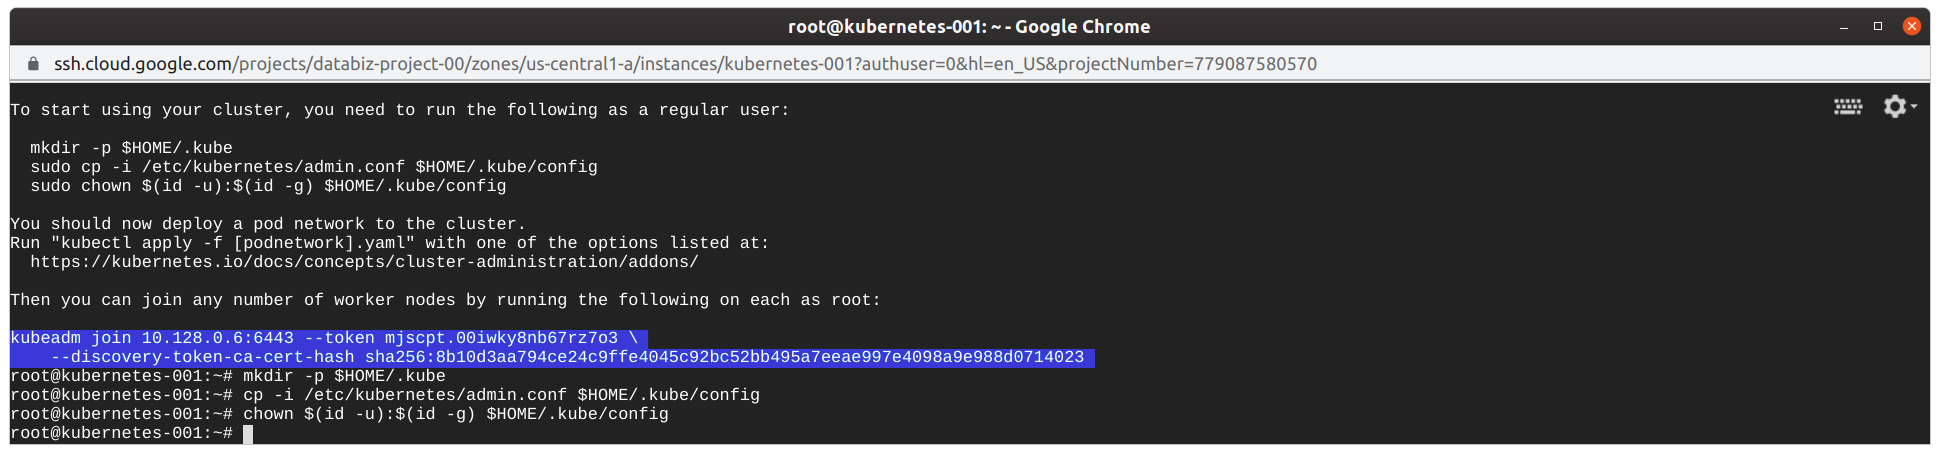 root@kubernetes-001: ~ - Google Chrome
ssh.cloud.google.com/projects/databiz-project-00/zones/us-central1-a/instances/kubernetes-001?authuser=0&hl=en_US&projectNumber=779087580570
To start using your cluster, you need to run the following as a regular user:
mkdir -p $HOME/.kube
sudo cp -i /etc/kubernetes/admin.conf $HOME/.kube/config
sudo chown $(id -u):$(id -g) $HOME/.kube/config
You should now deploy a pod network to the cluster.
Run "kubectl apply -f [podnetwork].yaml" with one of the options listed at:
https://kubernetes.io/docs/concepts/cluster-administration/addons/
Then you can join any number of worker nodes by running the following on each as root:
kubeadm join 10.128.0.6:6443 --token mjscpt.00iwky8nb67rz7o3 \
--discovery-token-ca-cert-hash sha256:8b10d3aa794ce24c9ffe4045c92bc52bb495a7eeae997e4098a9e988d0714023
root@kubernetes-001:~# mkdir -p $HOME/.kube
root@kubernetes-001:~# cp -i /etc/kubernetes/admin.conf $HOME/.kube/config
root@kubernetes-001:~# chown $(id -u):$(id -g) $HOME/.kube/config
root@kubernetes-001:~#